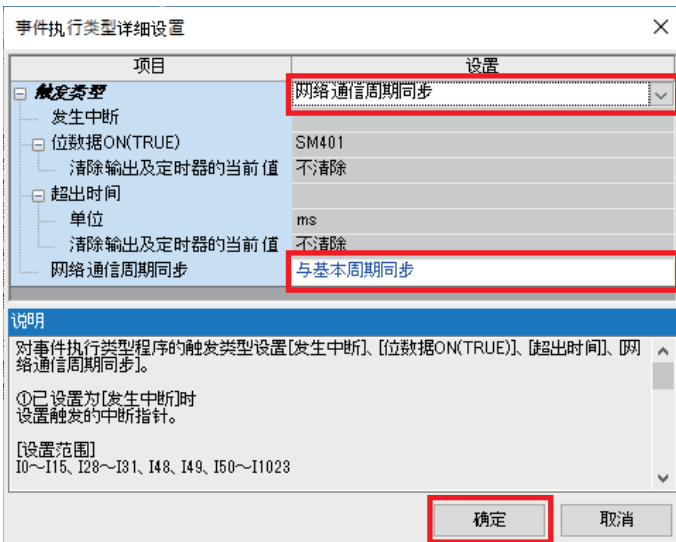 事件执行类型详细设置
项目 设置
触发类型 网络通信周期同步
发生中断
位数据ON(TRUE) SM401
清除输出及定时器的当前值 不清除
超出时间
单位 ms
清除输出及定时器的当前值 不清除
网络通信周期同步 与基本周期同步
说明
对事件执行类型程序的触发类型设置[发生中断]、[位数据ON(TRUE)]、[超出时间]、[网
络通信周期同步]。
①已设置为[发生中断]时
设置触发的中断指针。
[设置范围]
I0～I15、I28～I31、I48、I49、I50～I1023
确定 取消